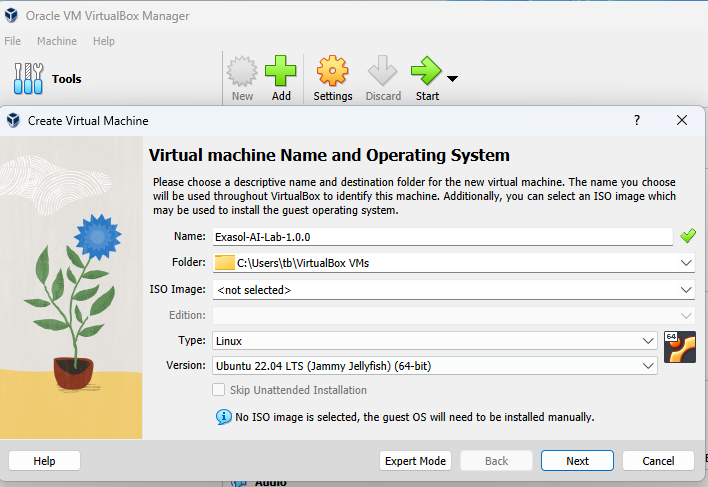 Oracle VM VirtualBox Manager
File Machine Help
Tools
New Add Settings Discard Start
Create Virtual Machine ?
Virtual machine Name and Operating System
Please choose a descriptive name and destination folder for the new virtual machine. The name you choose
will be used throughout VirtualBox to identify this machine. Additionally, you can select an ISO image which
may be used to install the guest operating system.
Name: Exasol-AI-Lab-1.0.0
Folder: C:\Users\tb\VirtualBox VMs
ISO Image: <not selected>
Edition:
Type: Linux
64
Version: Ubuntu 22.04 LTS (Jammy Jellyfish) (64-bit)
Skip Unattended Installation
No ISO image is selected, the guest OS will need to be installed manually.
Help Expert Mode Back Next Cancel
Audio